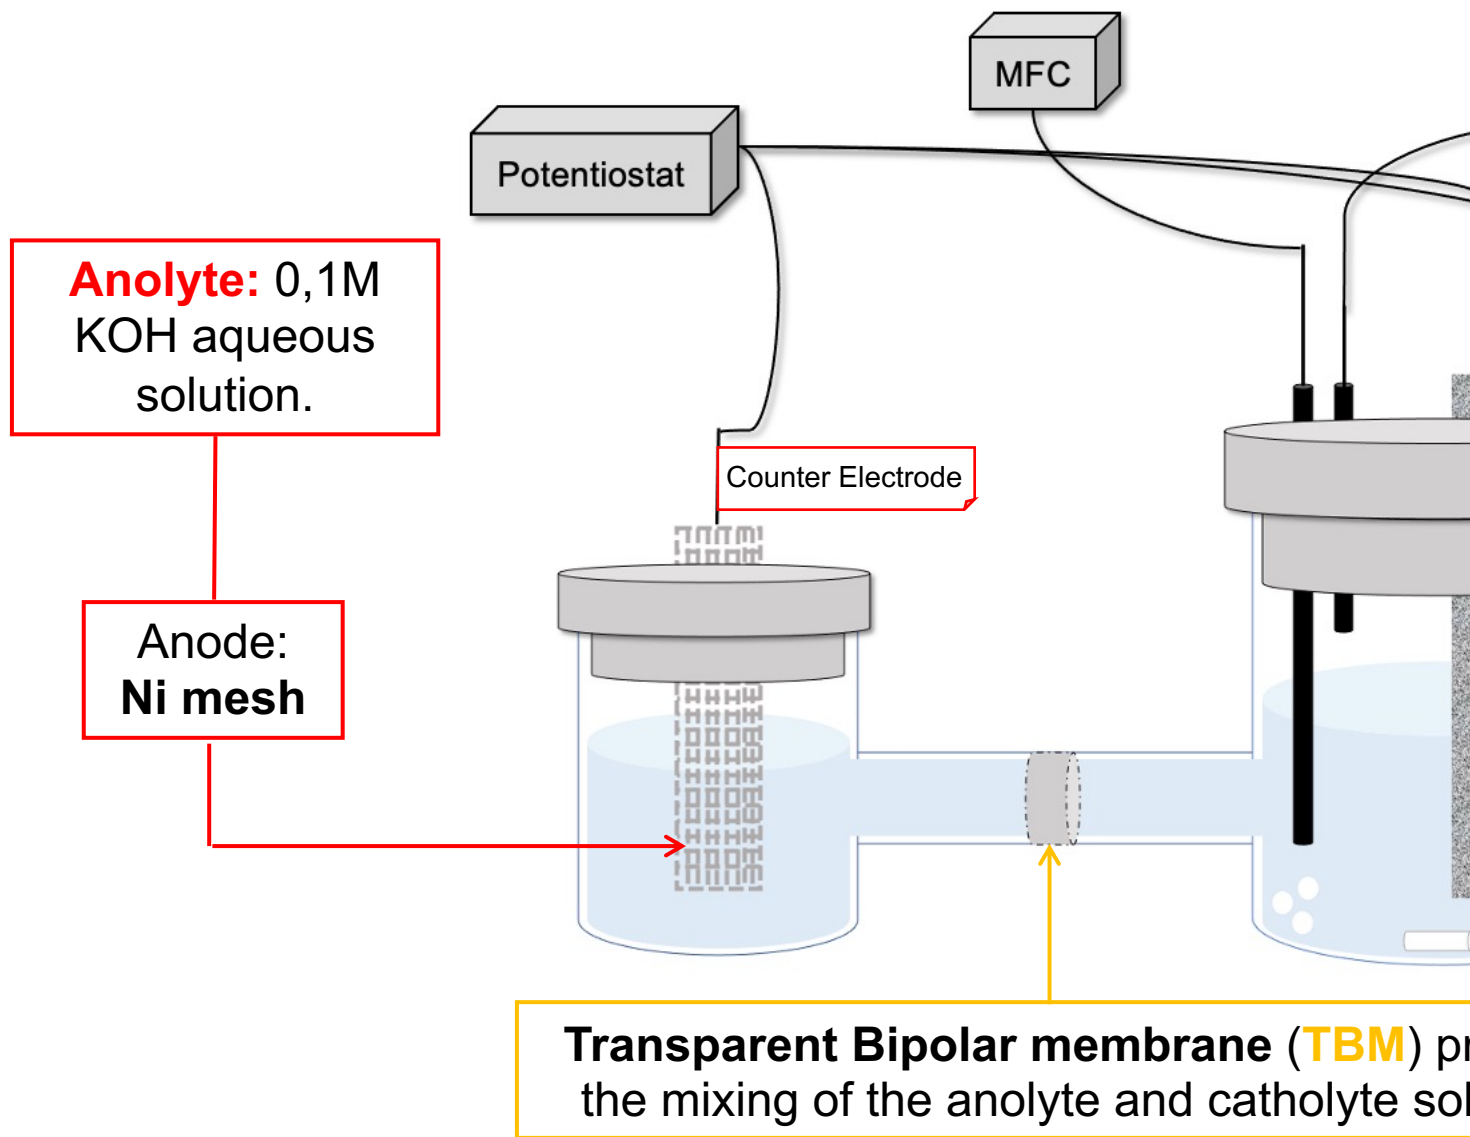 MFC
Potentiostat
Anolyte: 0,1M
KOH aqueous
solution.
Counter Electrode
Anode:
Ni mesh
Transparent Bipolar membrane (TBM)
the mixing of the anolyte and catholyte